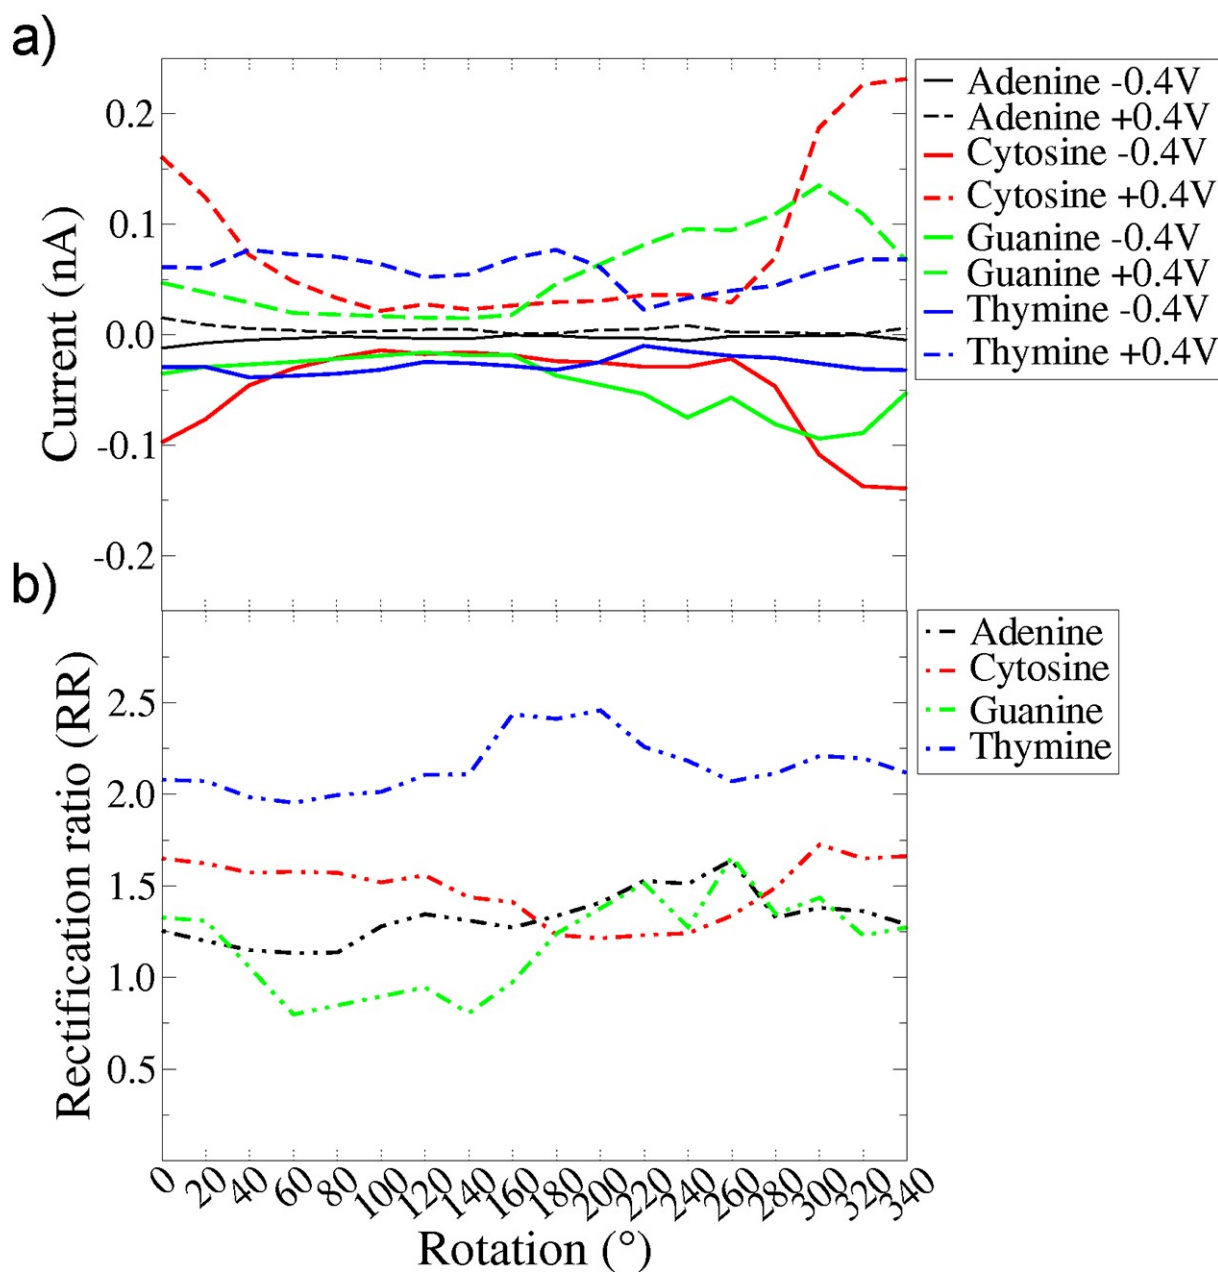 a)
0.2
0.1
0.0
-0.1
-0.2
Current (nA)
Adenine -0.4V
Adenine +0.4V
Cytosine -0.4V
Cytosine +0.4V
Guanine -0.4V
Guanine +0.4V
Thymine -0.4V
Thymine +0.4V
b)
2.5
2.0
1.5
1.0
0.5
Rectification ratio (RR)
Adenine
Cytosine
Guanine
Thymine
0 20 40 60 80 100 120 140 160 180 200 220 240 260 280 300 320 340
Rotation (°)